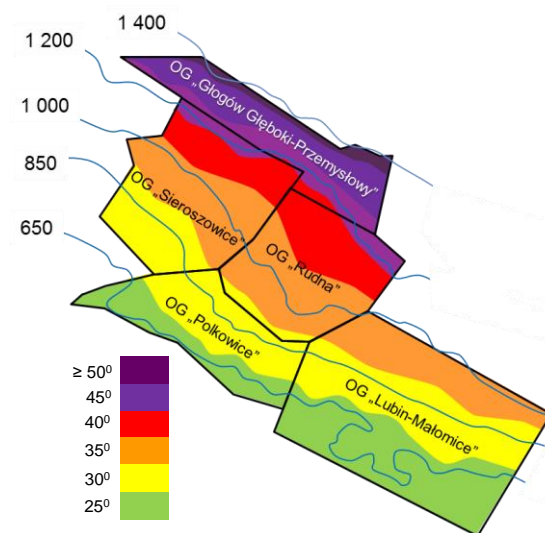 1 400
1 200
1 000
850
650
OG „Głogów Głęboki-Przemysłowy”
OG „Sieroszowice”
OG „Rudna”
OG „Polkowice”
OG „Lubin-Małomice”
≥ 50⁰
45⁰
40⁰
35⁰
30⁰
25⁰